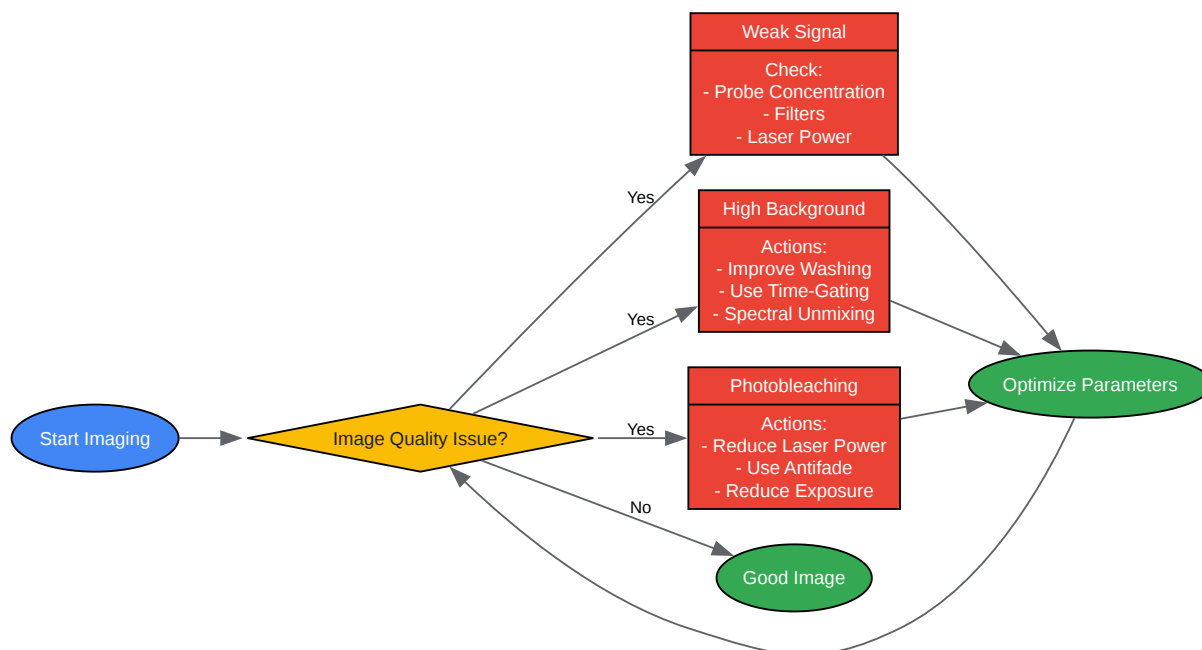 Start Imaging
Image Quality Issue?
Yes
Weak Signal
Check:
- Probe Concentration
- Filters
- Laser Power
Yes
High Background
Actions:
- Improve Washing
- Use Time-Gating
- Spectral Unmixing
Yes
Photobleaching
Actions:
- Reduce Laser Power
- Use Antifade
- Reduce Exposure
No
Good Image
Optimize Parameters